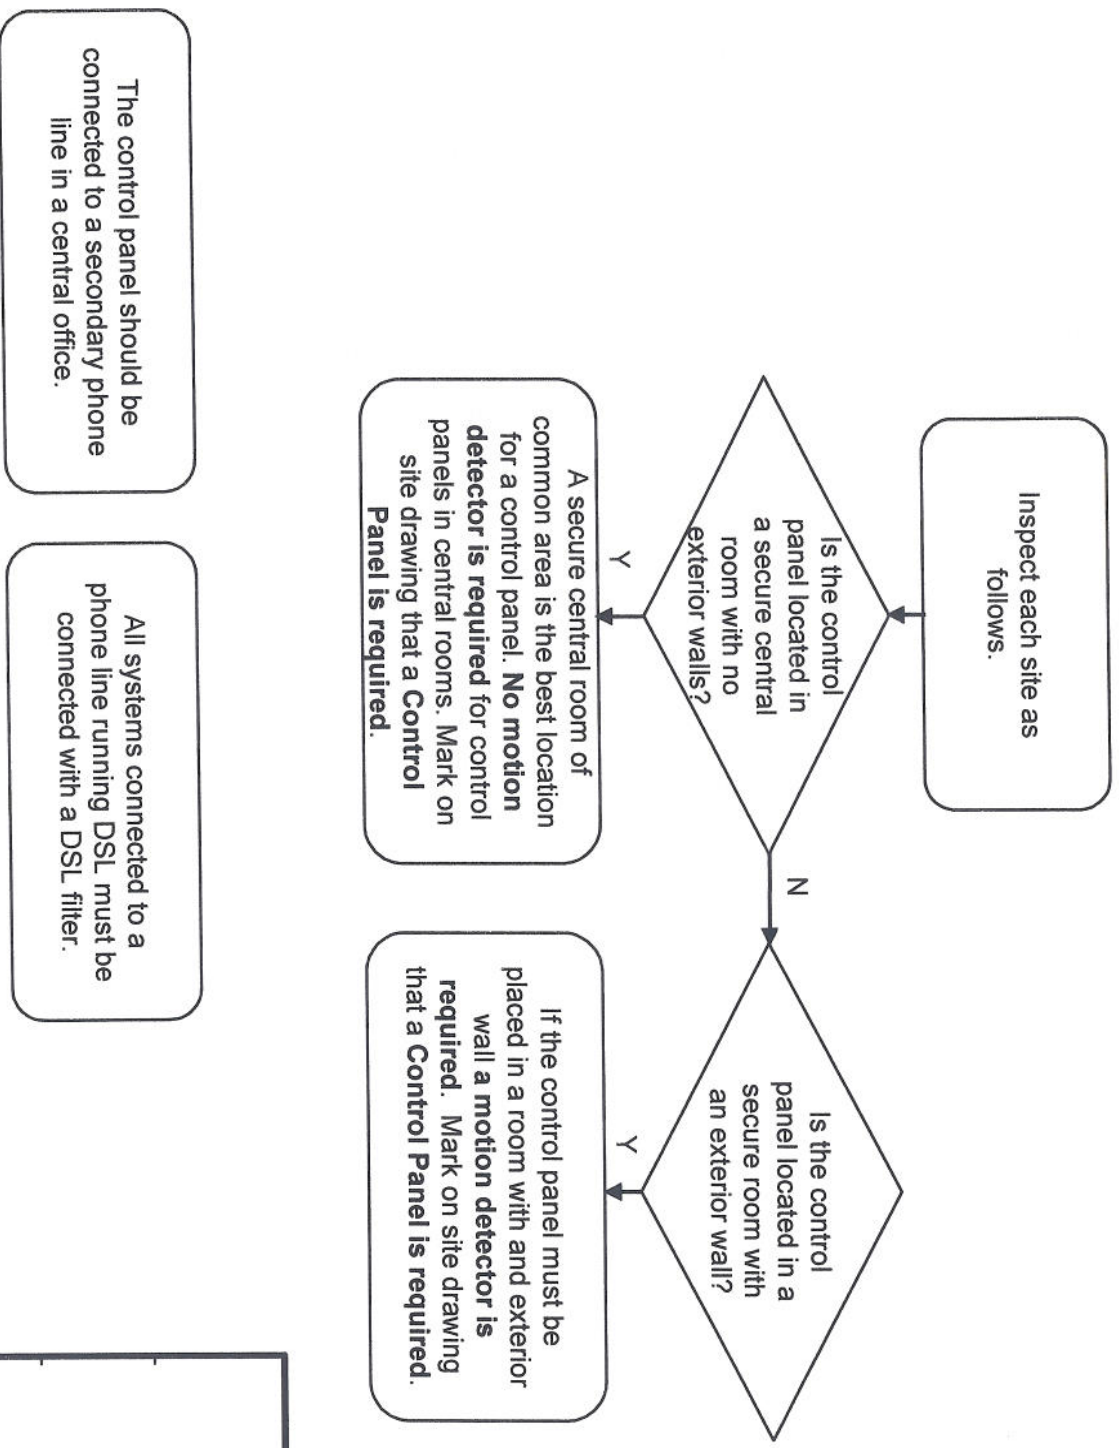 Inspect each site as
follows.
Is the control
panel located in
a secure central
room with no
exterior walls?
N
Is the control
panel located in a
secure room with
an exterior wall?
Y
Y
A secure central room of
common area is the best location
for a control panel. No motion
detector is required for control
panels in central rooms. Mark on
site drawing that a Control
Panel is required.
If the control panel must be
placed in a room with and exterior
wall a motion detector is
required. Mark on site drawing
that a Control Panel is required.
The control panel should be
connected to a secondary phone
line in a central office.
All systems connected to a
phone line running DSL must be
connected with a DSL filter.